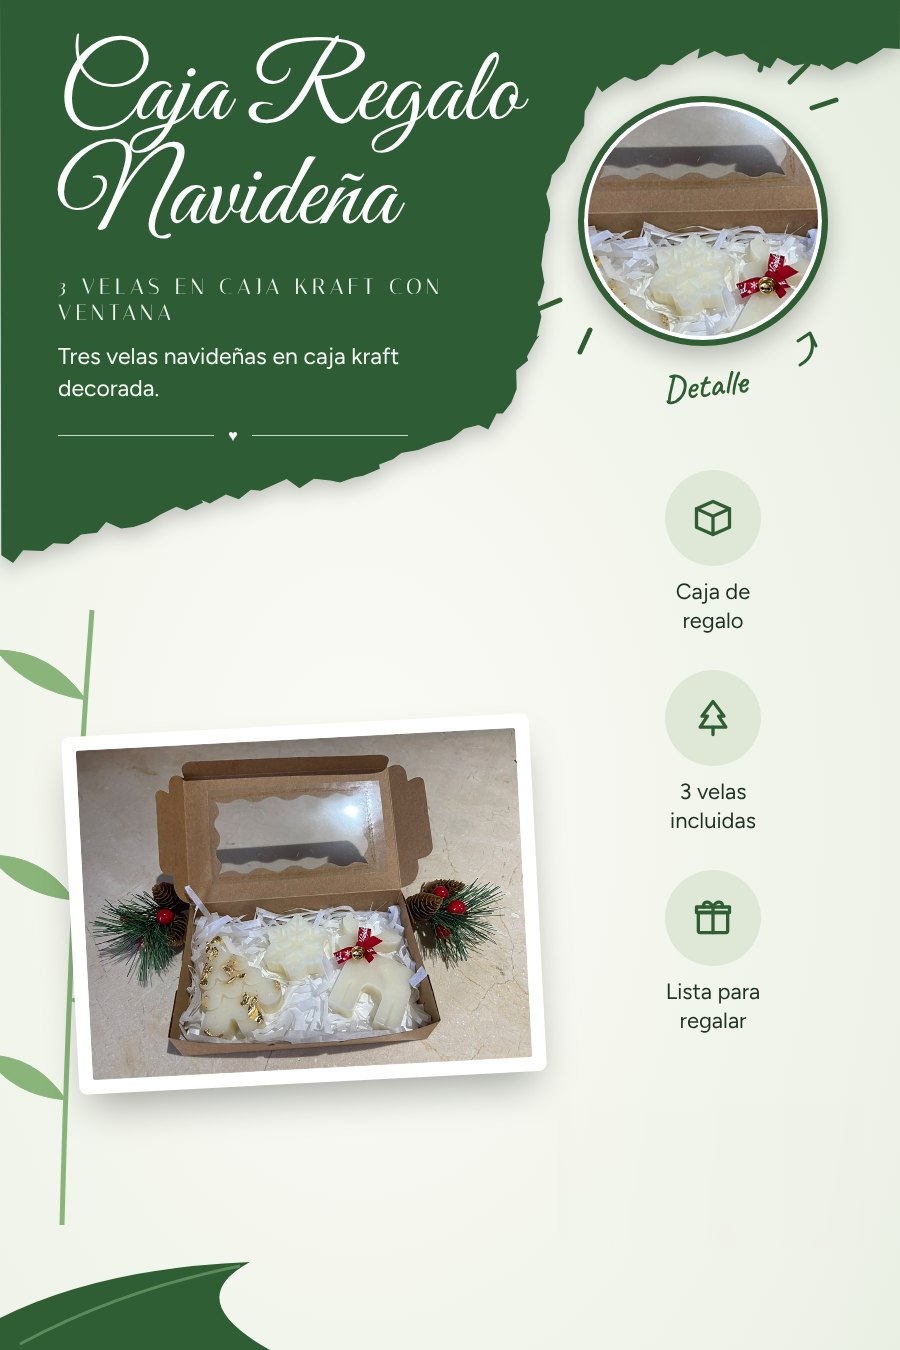 Caja Regalo
Navideña
3 VELAS EN CAJA KRAFT CON
VENTANA
Tres velas navideñas en caja kraft
decorada.
Detalle
Caja de
regalo
3 velas
incluidas
Lista para
regalar